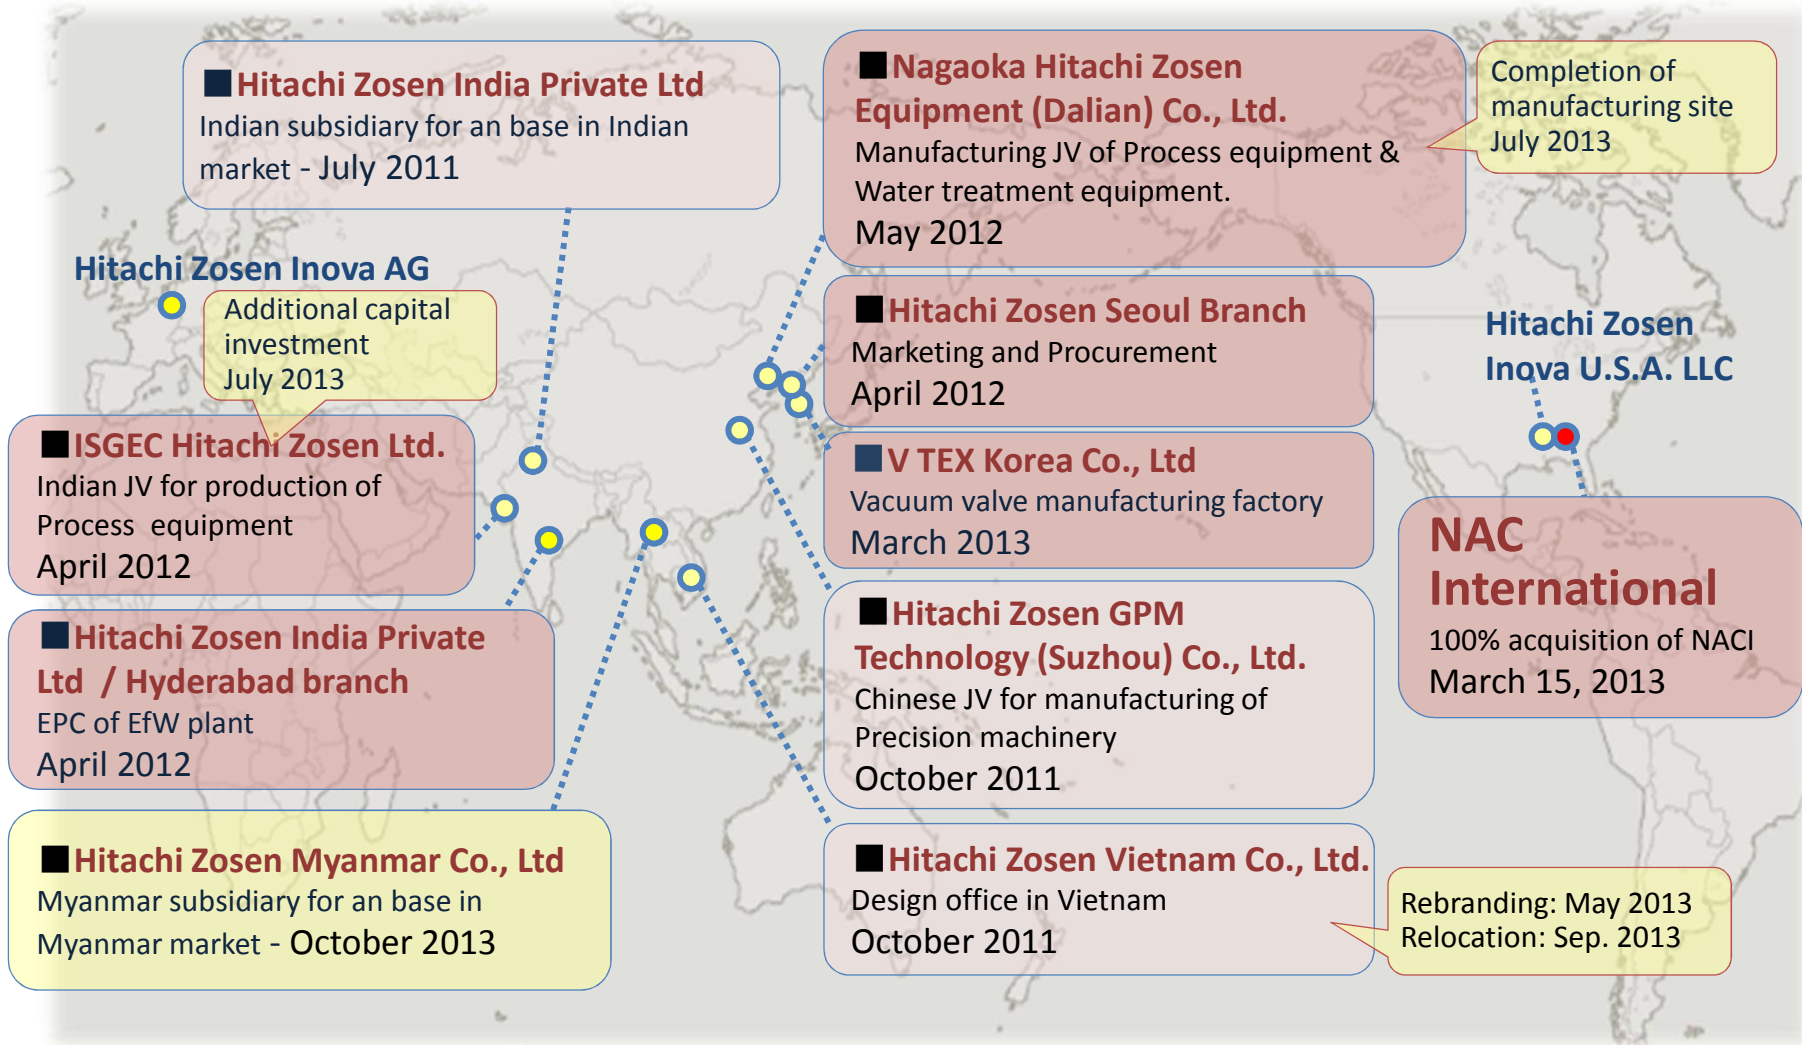 ■Hitachi Zosen India Private Ltd
Indian subsidiary for an base in Indian
market - July 2011
■Nagaoka Hitachi Zosen
Equipment (Dalian) Co., Ltd.
Manufacturing JV of Process equipment &
Water treatment equipment.
May 2012
Completion of
manufacturing site
July 2013
Hitachi Zosen Inova AG
Additional capital
investment
July 2013
■Hitachi Zosen Seoul Branch
Marketing and Procurement
April 2012
Hitachi Zosen
Inova U.S.A. LLC
■ISGEC Hitachi Zosen Ltd.
Indian JV for production of
Process equipment
April 2012
■V TEX Korea Co., Ltd
Vacuum valve manufacturing factory
March 2013
NAC
International
100% acquisition of NACI
March 15, 2013
■Hitachi Zosen India Private
Ltd / Hyderabad branch
EPC of EfW plant
April 2012
■Hitachi Zosen GPM
Technology (Suzhou) Co., Ltd.
Chinese JV for manufacturing of
Precision machinery
October 2011
■Hitachi Zosen Myanmar Co., Ltd
Myanmar subsidiary for an base in
Myanmar market - October 2013
■Hitachi Zosen Vietnam Co., Ltd.
Design office in Vietnam
October 2011
Rebranding: May 2013
Relocation: Sep. 2013